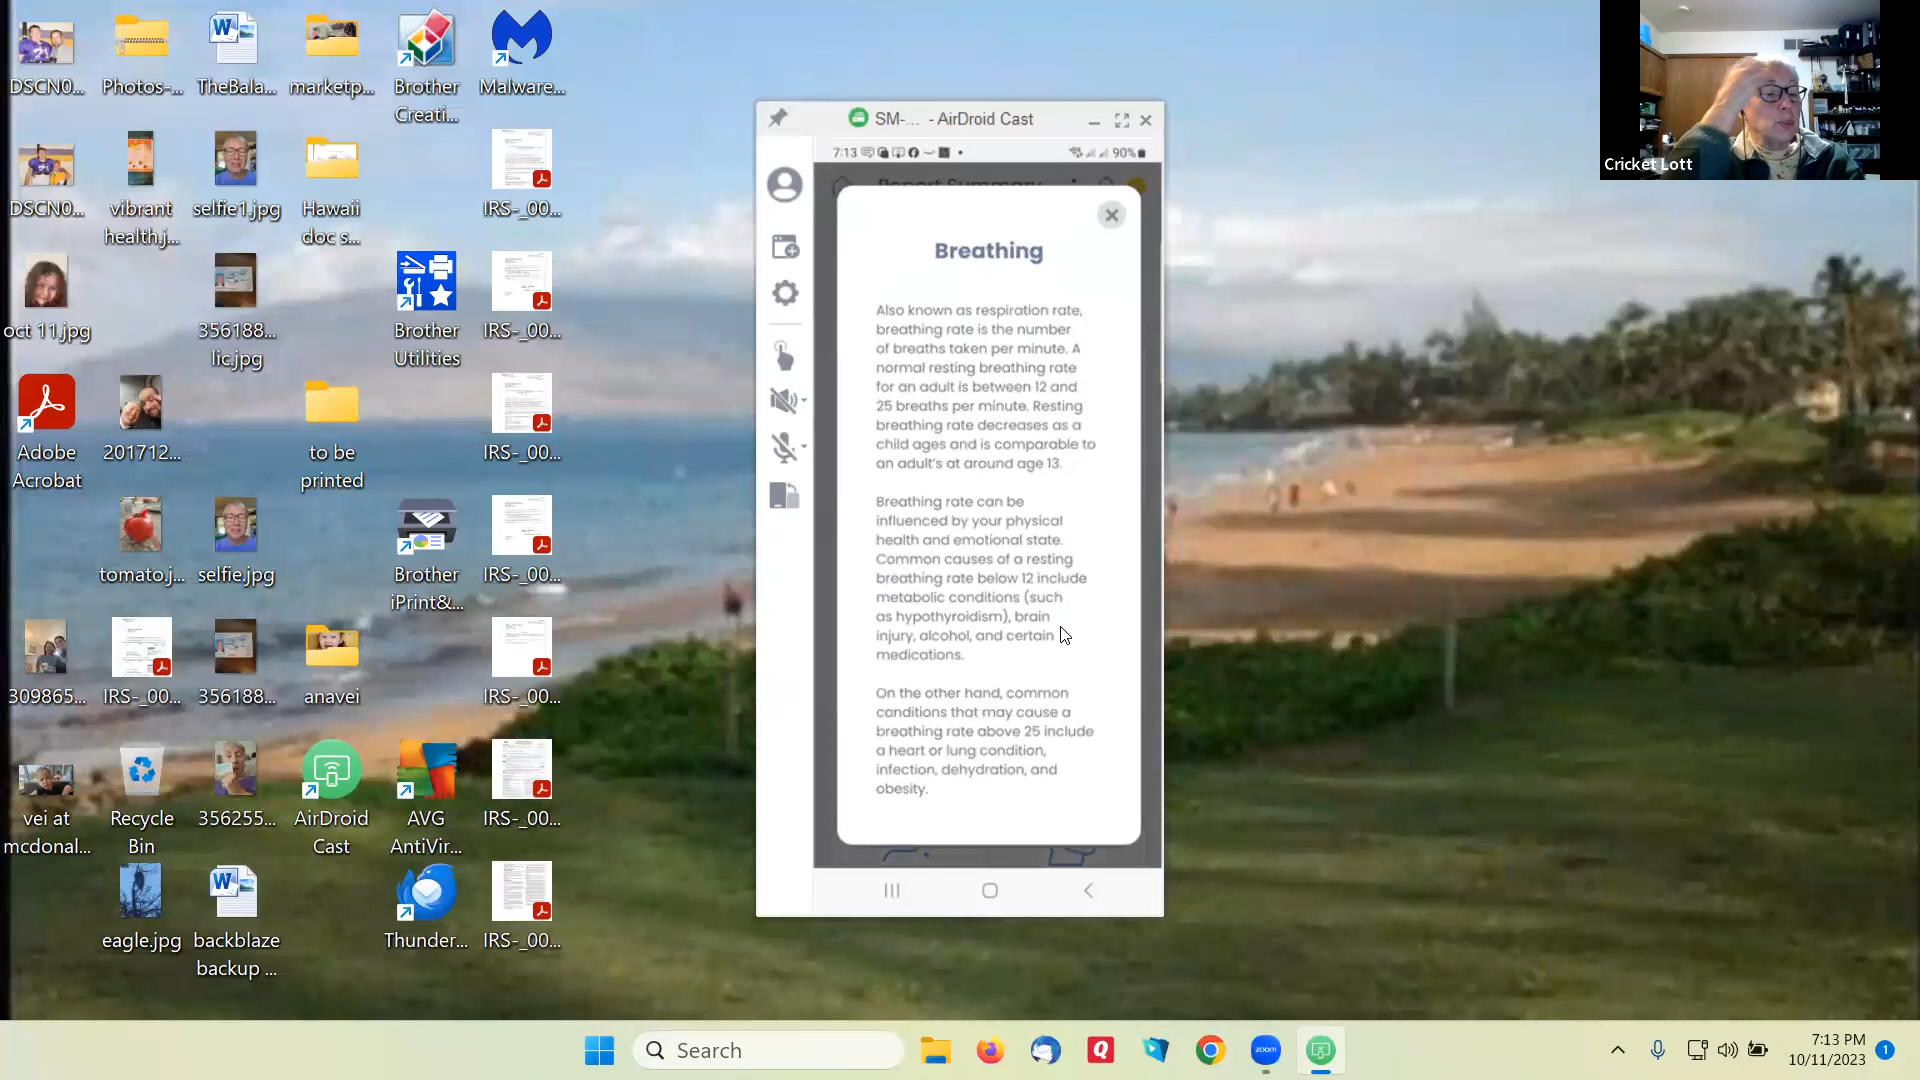 DSCN0...
Photos-...
TheBala...
marketp...
Brother
Creati...
Malware...
DSCN0...
vibrant
health.j...
selfie1.jpg
Hawaii
doc s...
IRS-_00...
oct 11.jpg
356188...
lic.jpg
Brother
Utilities
IRS-_00...
Adobe
Acrobat
201712...
to be
printed
IRS-_00...
tomato.j...
selfie.jpg
Brother
iPrint&...
IRS-_00...
309865...
IRS-_00...
356188...
anavei
IRS-_00...
vei at
mcdonal...
Recycle
Bin
356255...
AirDroid
Cast
AVG
AntiVir...
IRS-_00...
eagle.jpg
backblaze
backup ...
Thunder...
IRS-_00...
SM-... - AirDroid Cast
7:13
90%
Report Summary
Breathing
Also known as respiration rate,
breathing rate is the number
of breaths taken per minute. A
normal resting breathing rate
for an adult is between 12 and
25 breaths per minute. Resting
breathing rate decreases as a
child ages and is comparable to
an adult's at around age 13.
Breathing rate can be
influenced by your physical
health and emotional state.
Common causes of a resting
breathing rate below 12 include
metabolic conditions (such
as hypothyroidism), brain
injury, alcohol, and certain
medications.
On the other hand, common
conditions that may cause a
breathing rate above 25 include
a heart or lung condition,
infection, dehydration, and
obesity.
Cricket Lott
Search
zoom
7:13 PM
10/11/2023
1